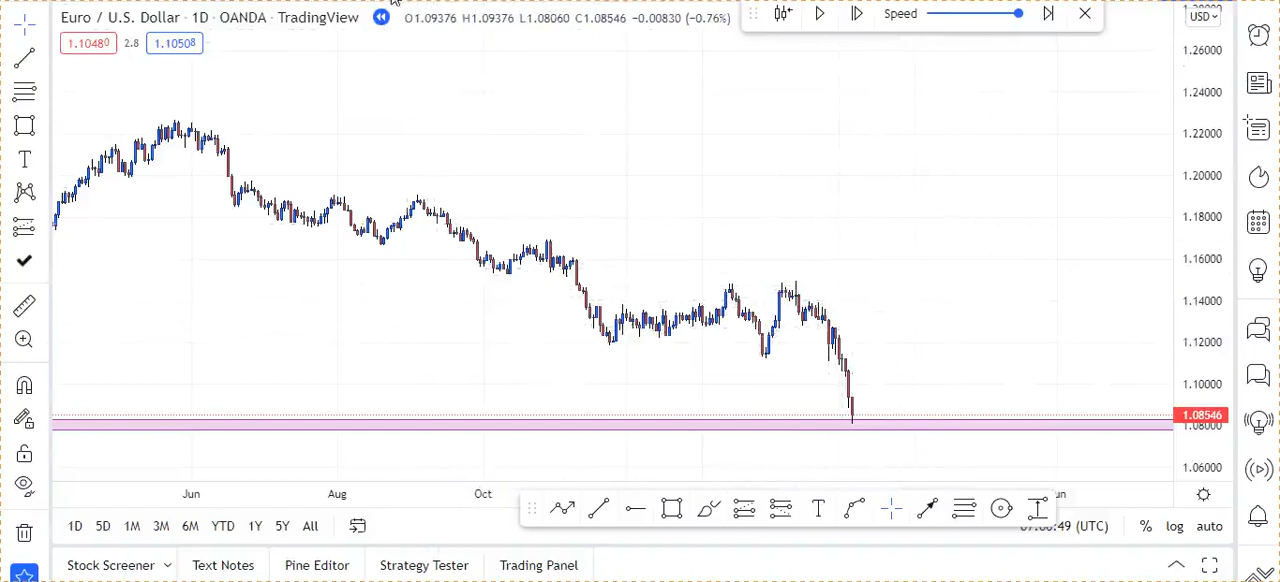 Euro / U.S. Dollar · 1D · OANDA · TradingView O1.09376 H1.09376 L1.08060 C1.08546 −0.00830 (−0.76%) Speed USD
1.10480 2.8 1.10508
1.26000
1.24000
1.22000
1.20000
1.18000
1.16000
1.14000
1.12000
1.10000
1.08546
1.08000
1.06000
Jun Aug Oct
1D 5D 1M 3M 6M YTD 1Y 5Y All (UTC) % log auto
Stock Screener Text Notes Pine Editor Strategy Tester Trading Panel